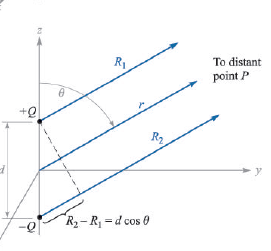 z
R₁
To distant
point P
θ
r
+Q
R₂
d
y
−Q
R₂ − R₁ = d cos θ